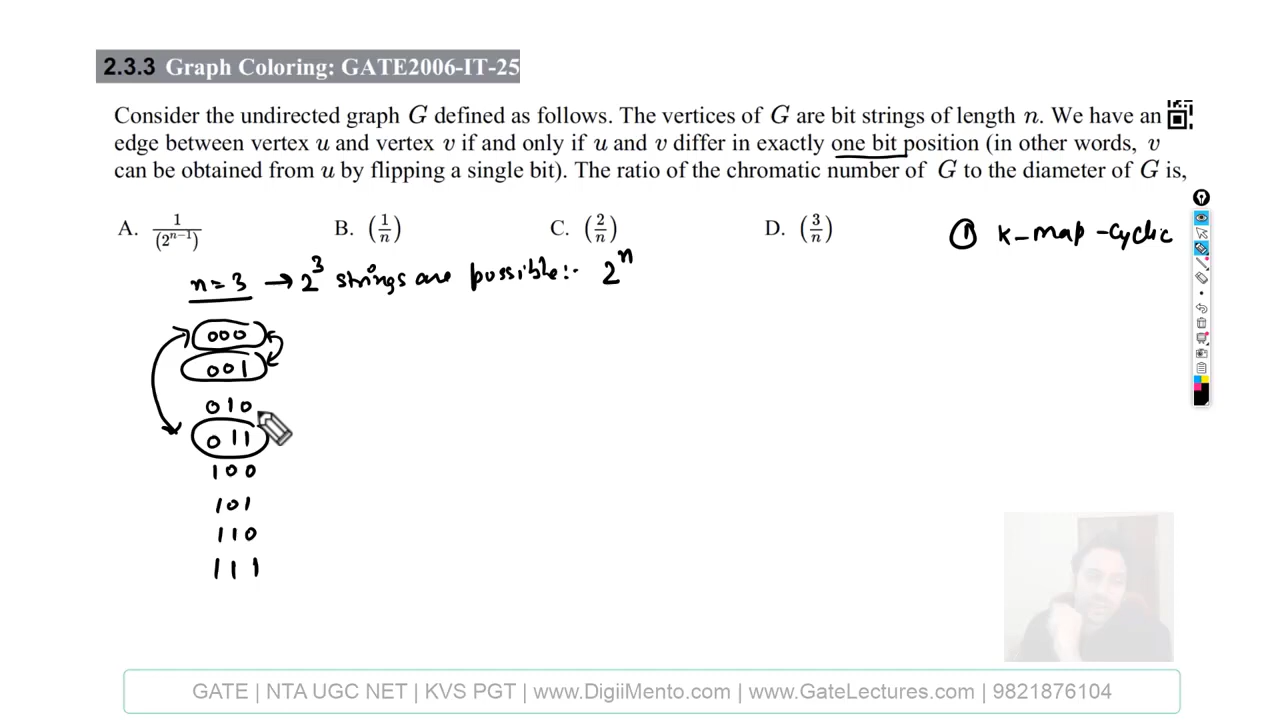 2.3.3 Graph Coloring: GATE2006-IT-25
Consider the undirected graph G defined as follows. The vertices of G are bit strings of length n. We have an
edge between vertex u and vertex v if and only if u and v differ in exactly one bit position (in other words, v
can be obtained from u by flipping a single bit). The ratio of the chromatic number of G to the diameter of G is,
A. 1/(2^{n-1}) B. (1/n) C. (2/n) D. (3/n)
① K-map-cyclic
n = 3 → 2^3 strings are possible:- 2^n
000
001
010
011
100
101
110
111
GATE | NTA UGC NET | KVS PGT | www.DigiiMento.com | www.GateLectures.com | 9821876104